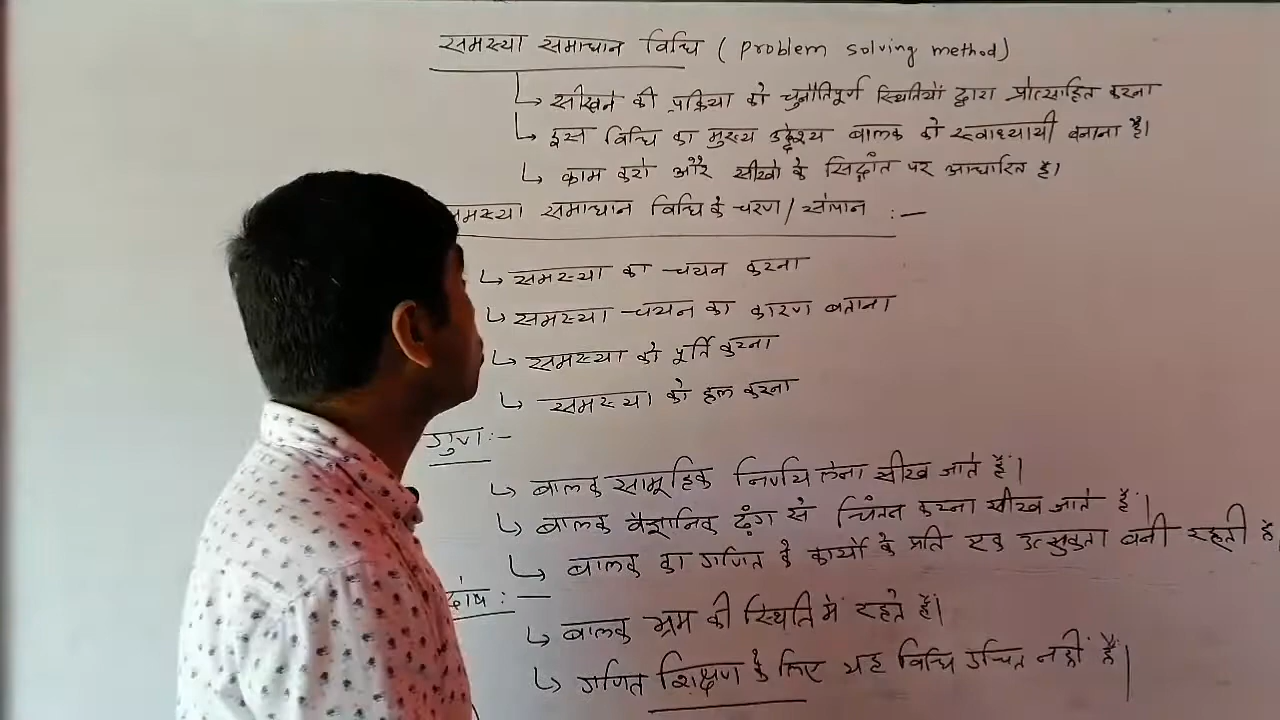 समस्या समाधान विधि ( Problem solving method)
सीखने की प्रक्रिया को चुनौतिपूर्ण स्थितियों द्वारा प्रोत्साहित करना
इस विधि का मुख्य उद्देश्य बालक को स्वाध्यायी बनाना है।
काम करो और सीखो के सिद्धांत पर आधारित है।
समस्या समाधान विधि के चरण / सोपान :-
समस्या का चयन करना
समस्या चयन का कारण बताना
समस्या को पूर्ति करना
समस्या को हल करना
गुण :-
बालक सामूहिक निर्णय लेना सीख जाते हैं।
बालक वैज्ञानिक ढ़ंग से चिंतन करना सीख जाते हैं।
बालक का गणित के कार्यो के प्रति एक उत्सुकता बनी रहती है
दोष :-
बालक भ्रम की स्थिति में रहते हैं।
गणित शिक्षण के लिए यह विधि उचित नहीं है।